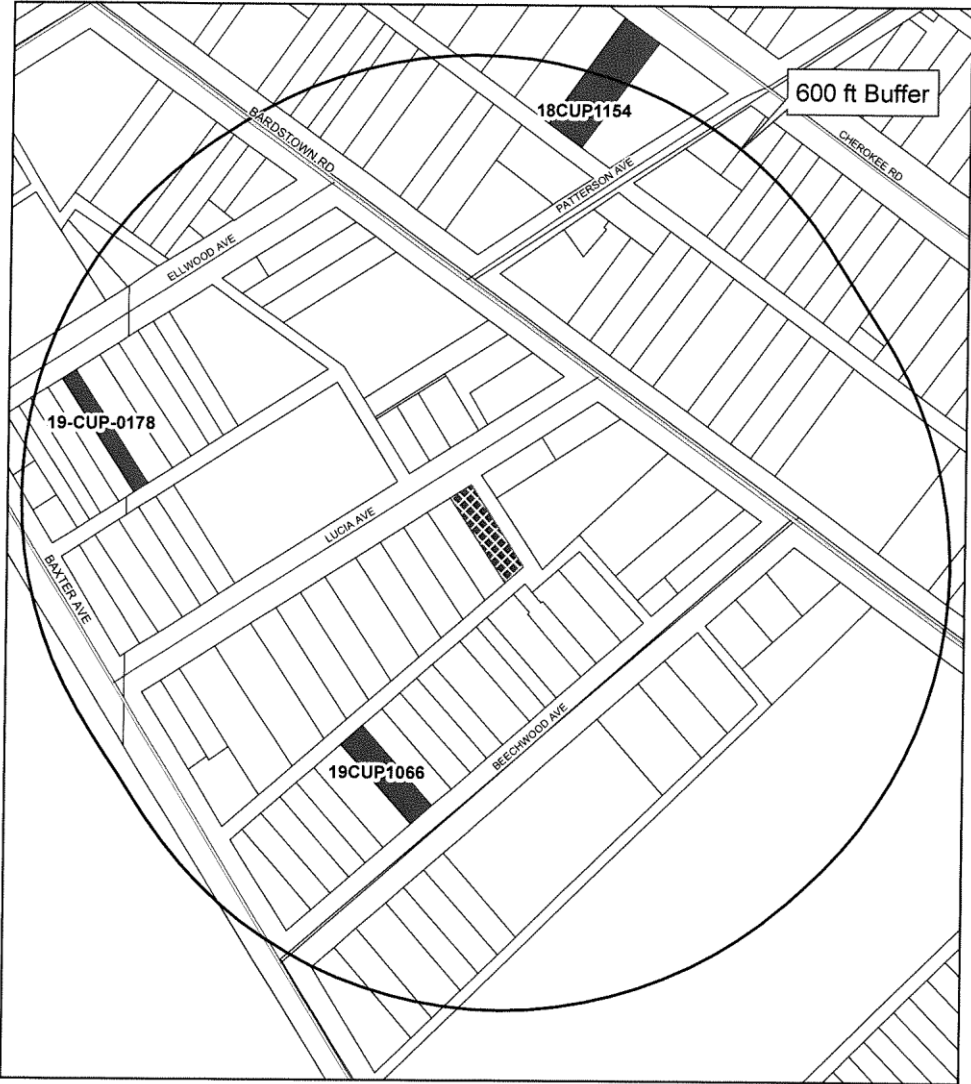 600 ft Buffer
18CUP1154
BARDSTOWN RD
CHEROKEE RD
PATTERSON AVE
ELLWOOD AVE
19-CUP-0178
LUCIA AVE
BAXTER AVE
BEECHWOOD AVE
19CUP1066